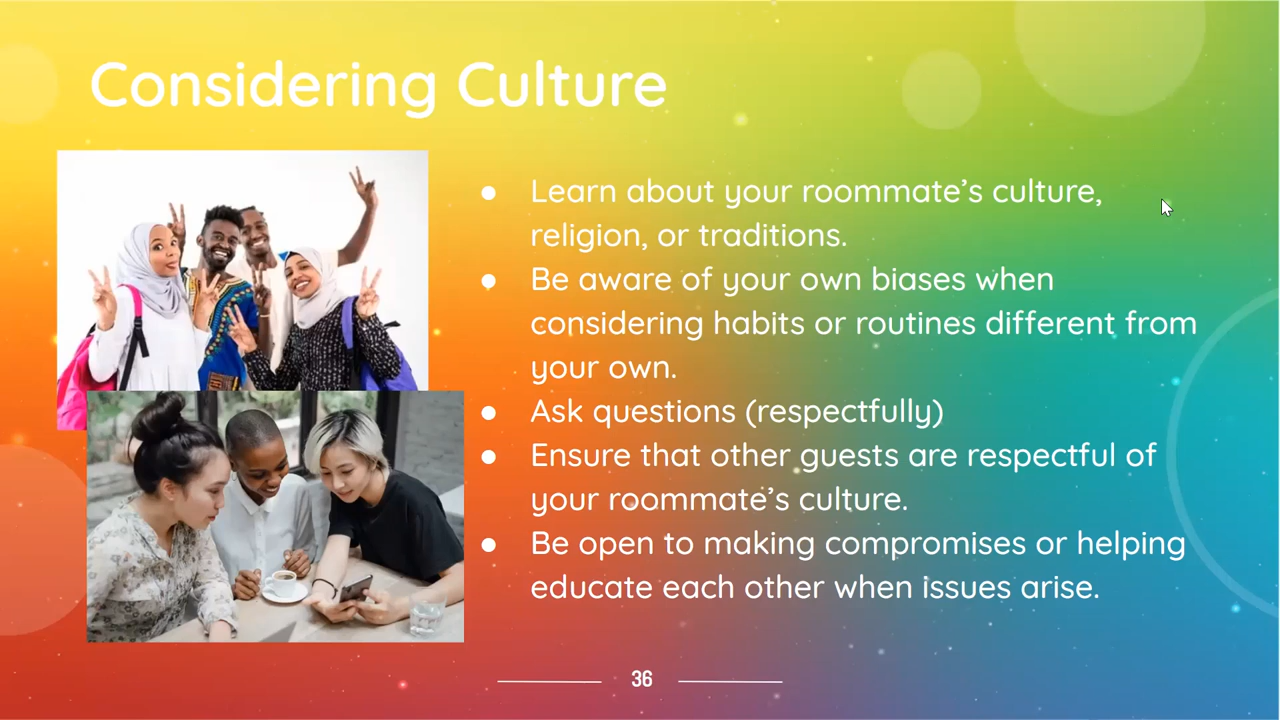 Considering Culture
● Learn about your roommate’s culture,
religion, or traditions.
● Be aware of your own biases when
considering habits or routines different from
your own.
● Ask questions (respectfully)
● Ensure that other guests are respectful of
your roommate’s culture.
● Be open to making compromises or helping
educate each other when issues arise.
36